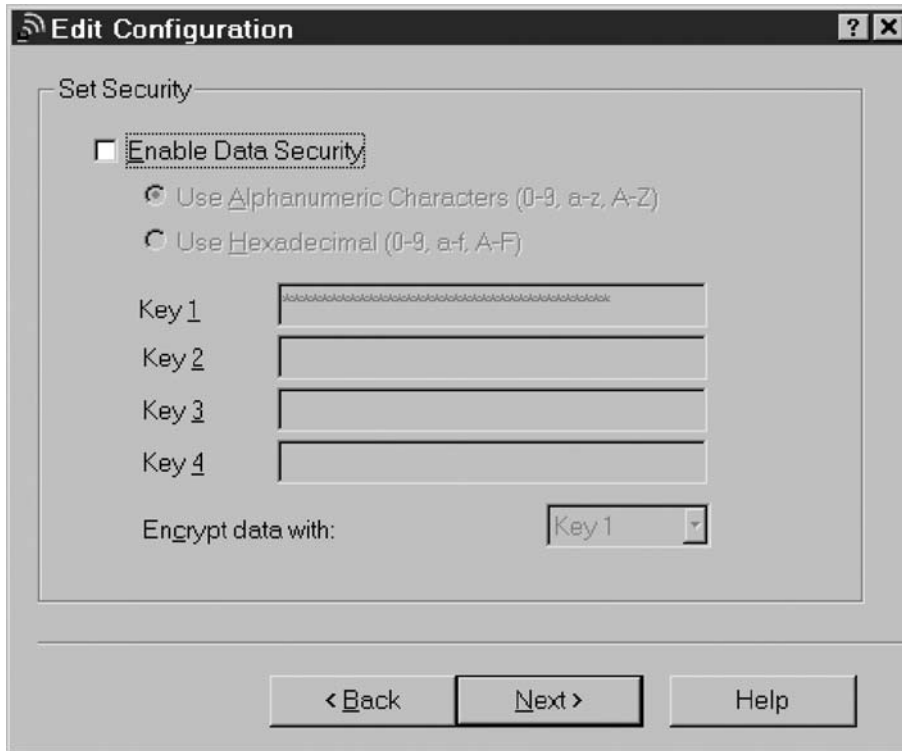 Edit Configuration
Set Security
Enable Data Security
Use Alphanumeric Characters (0-9, a-z, A-Z)
Use Hexadecimal (0-9, a-f, A-F)
Key 1
Key 2
Key 3
Key 4
Encrypt data with: Key 1
< Back Next > Help